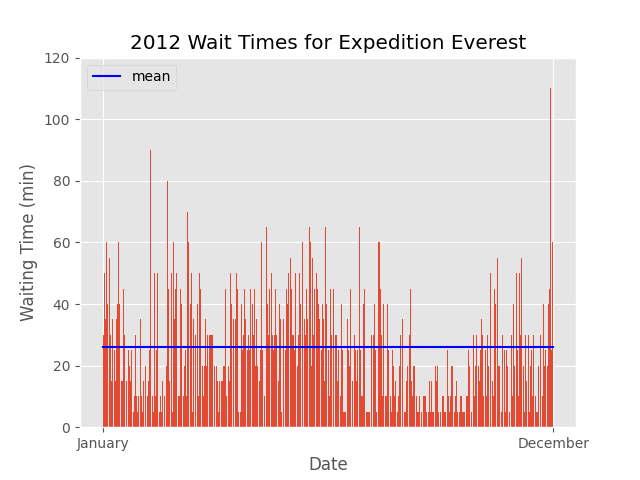 2012 Wait Times for Expedition Everest
mean
120
100
80
60
40
20
0
Waiting Time (min)
January
December
Date